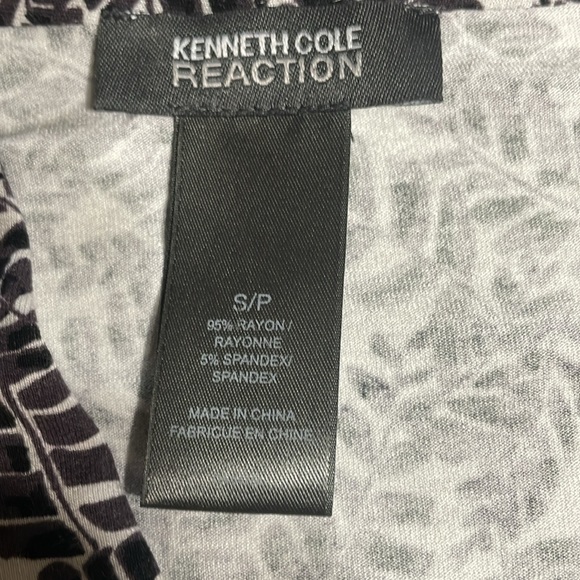 KENNETH COLE
REACTION
S/P
95% RAYON/
RAYONNE
5% SPANDEX/
SPANDEX
MADE IN CHINA
FABRIQUE EN CHINE